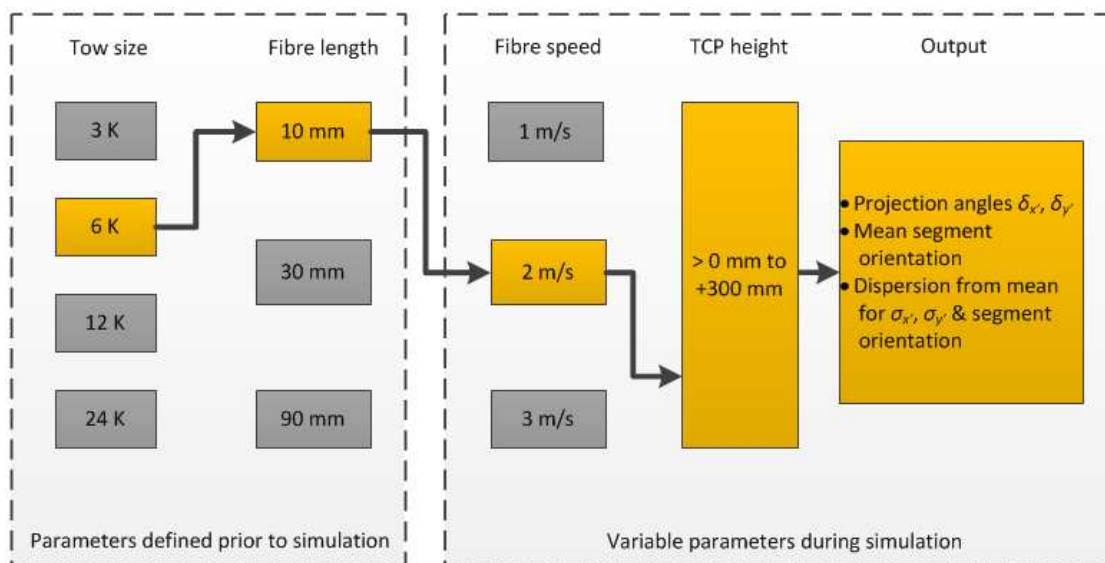 Tow size
Fibre length
Fibre speed
TCP height
Output
3 K
6 K
12 K
24 K
10 mm
30 mm
90 mm
1 m/s
2 m/s
3 m/s
> 0 mm to
+300 mm
• Projection angles δx′, δy′
• Mean segment
orientation
• Dispersion from mean
for σx′, σy′ & segment
orientation
Parameters defined prior to simulation
Variable parameters during simulation